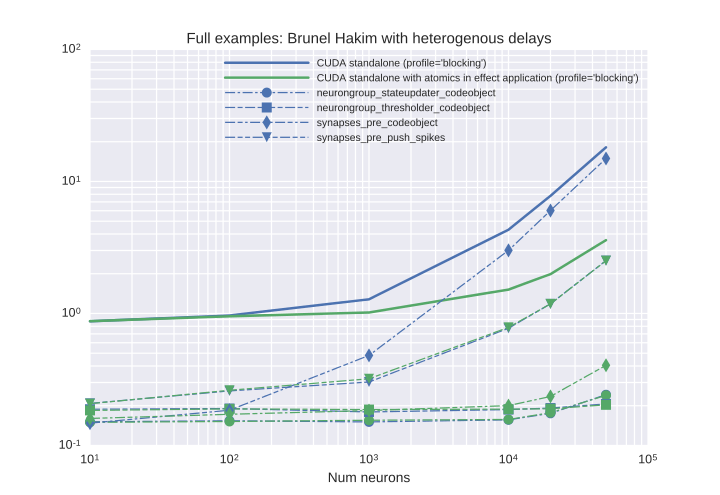 Full examples: Brunel Hakim with heterogenous delays
10²
CUDA standalone (profile='blocking')
CUDA standalone with atomics in effect application (profile='blocking')
neurongroup_stateupdater_codeobject
neurongroup_thresholder_codeobject
synapses_pre_codeobject
synapses_pre_push_spikes
10¹
10⁰
10⁻¹
10¹ 10² 10³ 10⁴ 10⁵
Num neurons